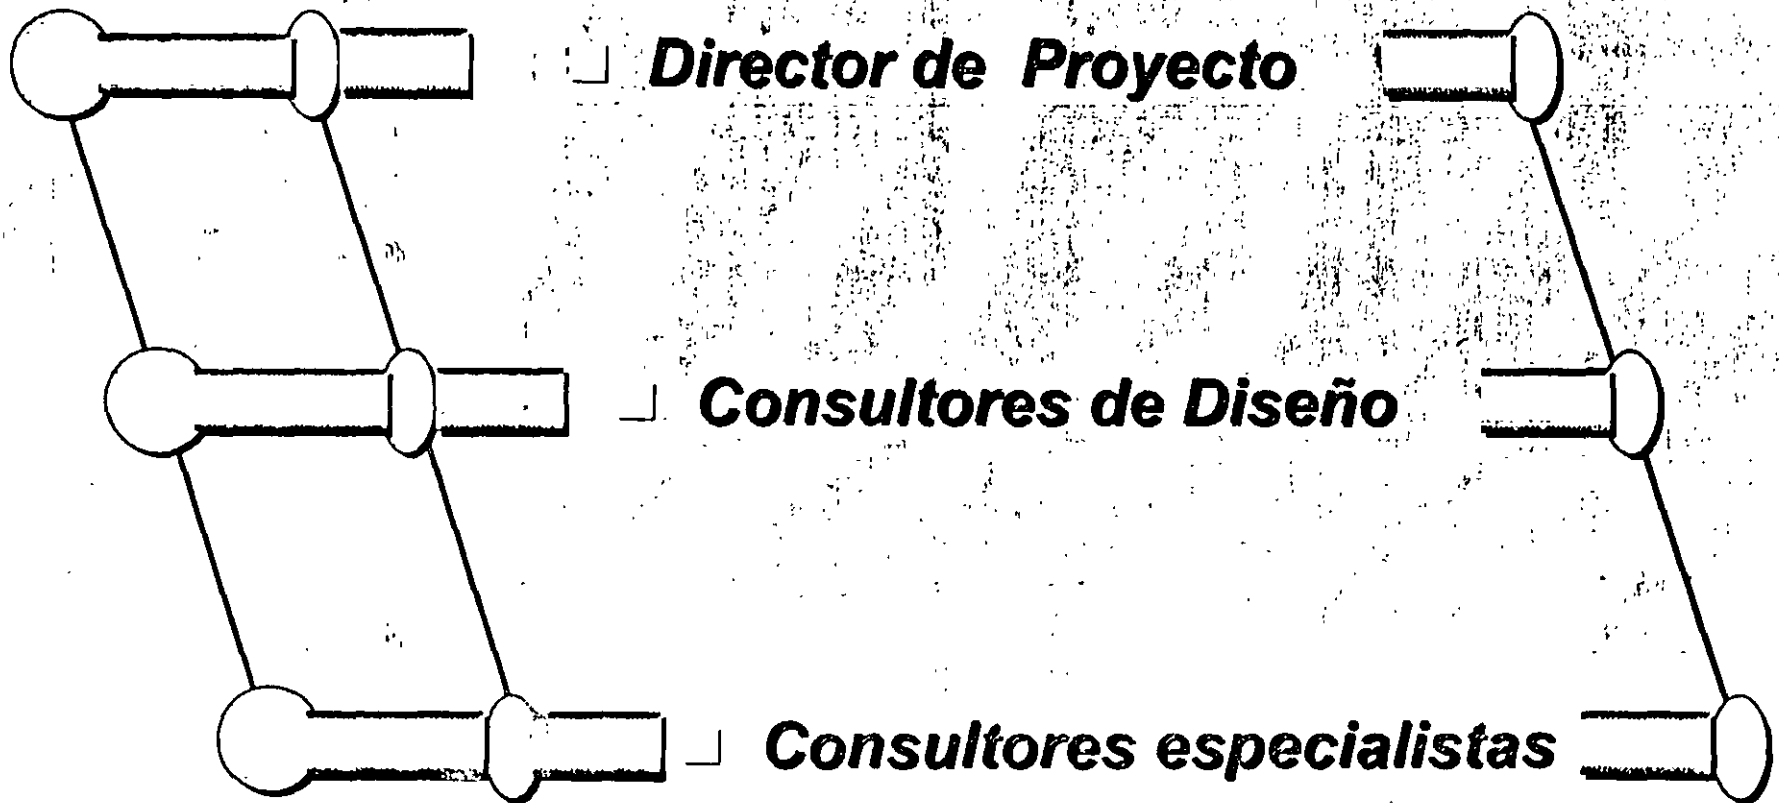 Director de Proyecto
Consultores de Diseño
Consultores especialistas